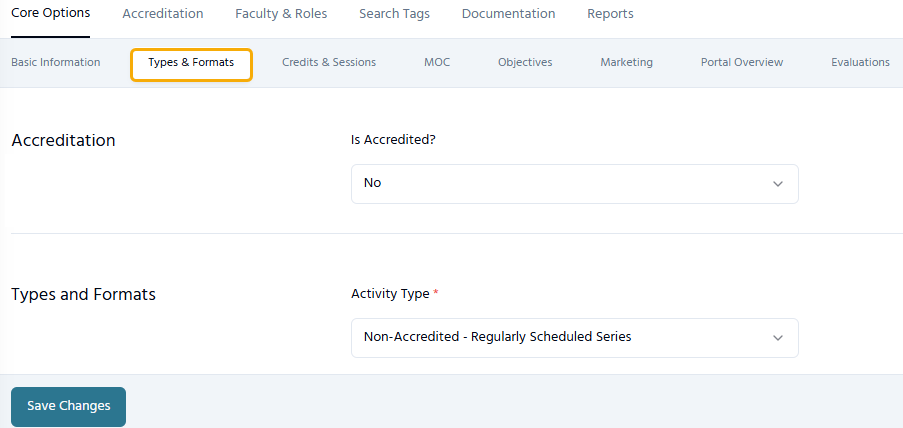 Core Options Accreditation Faculty & Roles Search Tags Documentation Reports
Basic Information Types & Formats Credits & Sessions MOC Objectives Marketing Portal Overview Evaluations
Accreditation Is Accredited?
No
Types and Formats Activity Type *
Non-Accredited - Regularly Scheduled Series
Save Changes